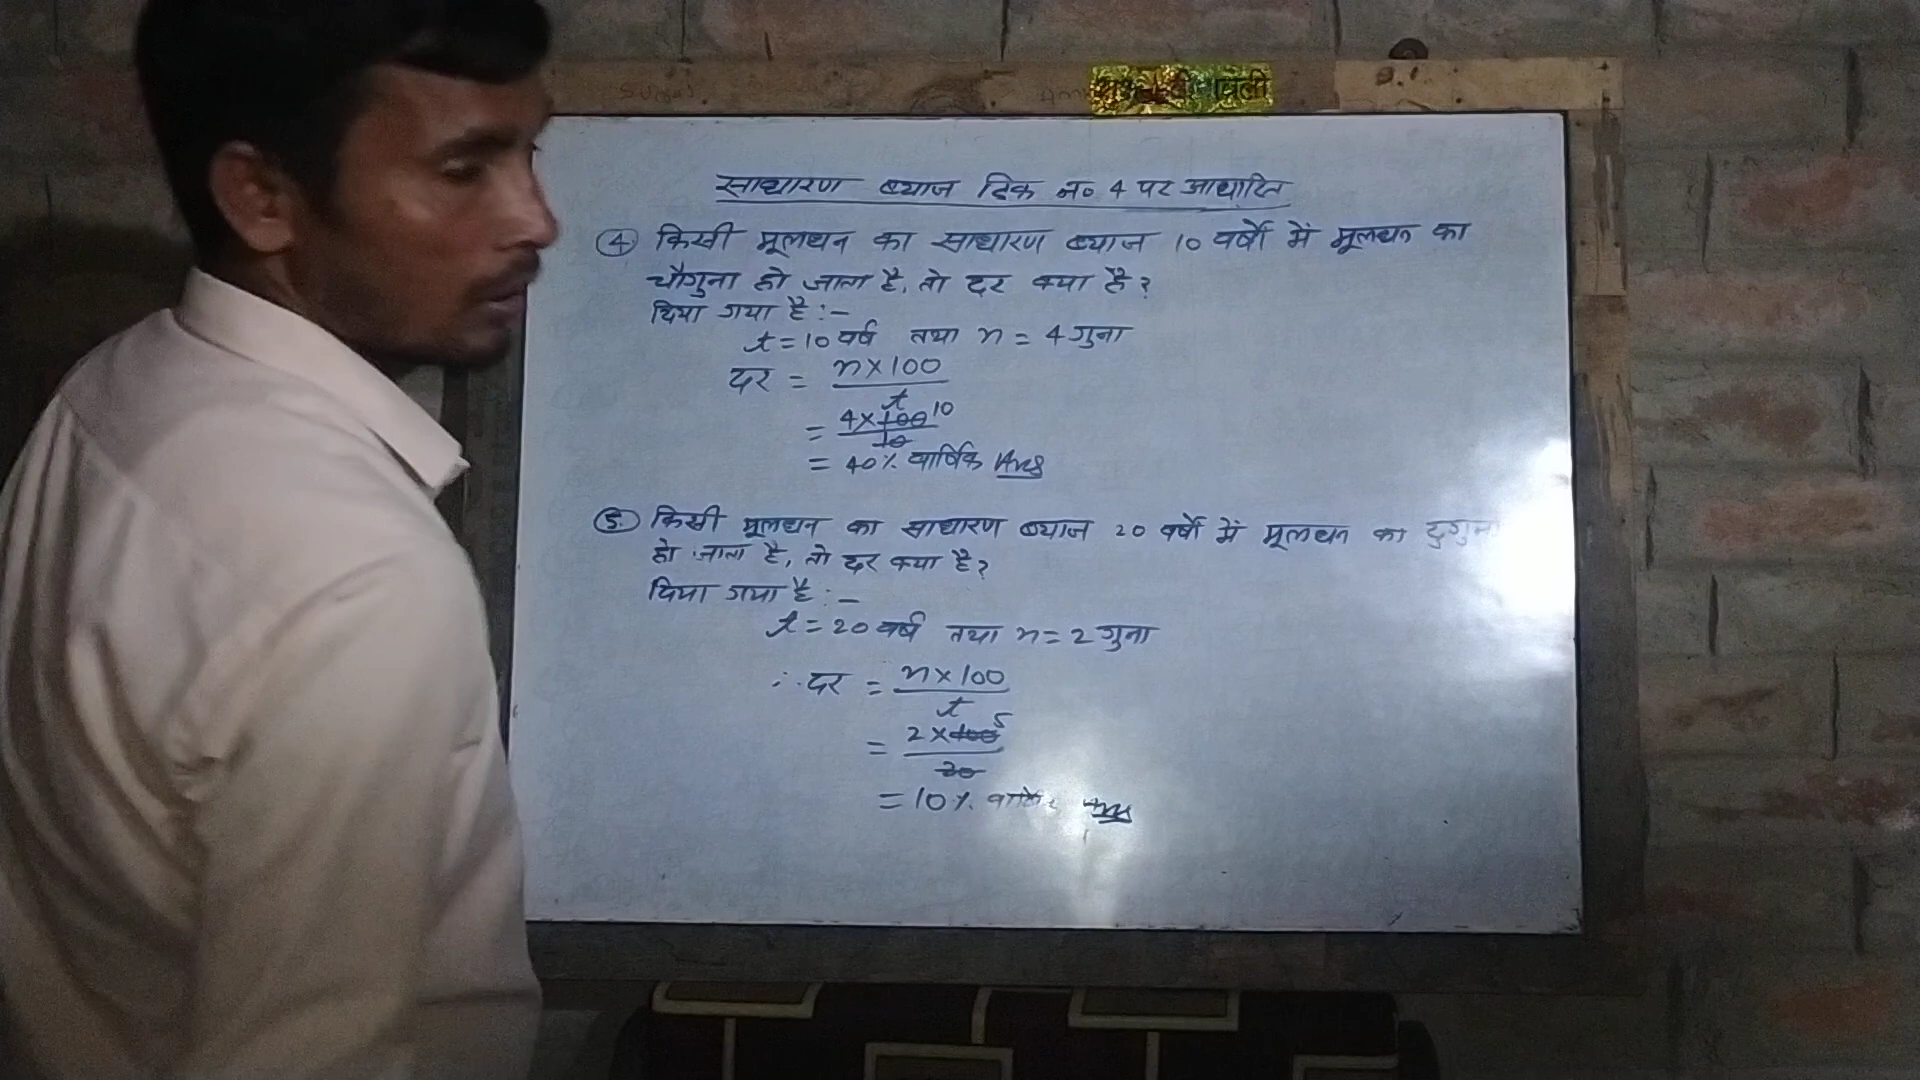 साधारण ब्याज ट्रिक न० 4 पर आधारित
④ किसी मूलधन का साधारण ब्याज 10 वर्षों में मूलधन का
चौगुना हो जाता है, तो दर क्या है?
दिया गया है :-
t = 10 वर्ष तथा n = 4 गुना
दर = n×100
t
= 4×100 10
10
= 40% वार्षिक Ans
⑤ किसी मूलधन का साधारण ब्याज 20 वर्षों में मूलधन का दुगुना
हो जाता है, तो दर क्या है?
दिया गया है :-
t = 20 वर्ष तथा n = 2 गुना
∴ दर = n×100
t
= 2×100 5
20
= 10% Ans